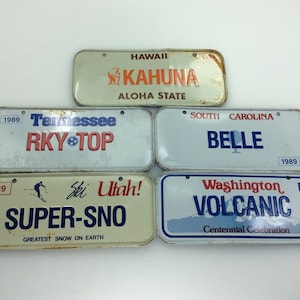 HAWAII
KAHUNA
ALOHA STATE
1989 Tennessee
RKY TOP
SOUTH CAROLINA
BELLE
1989
Ski Utah!
SUPER-SNO
GREATEST SNOW ON EARTH
Washington
VOLCANIC
Centennial Celebration